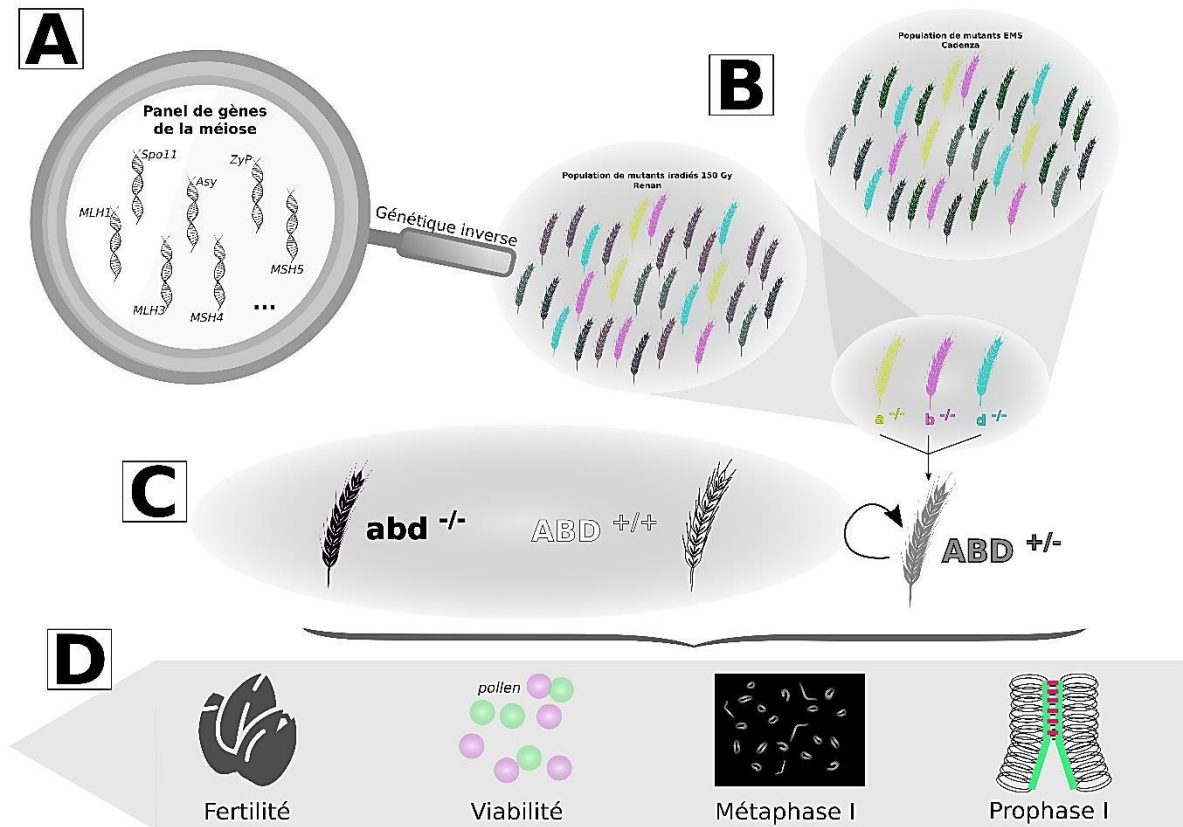 A
Panel de gènes
de la méiose
Spo11
ZyP
Asy
MLH1
MSH5
MLH3
MSH4
...
Génétique inverse
B
Population de mutants EMS
Cadenza
Population de mutants iradiés 150 Gy
Renan
a -/-
b -/-
d -/-
C
abd -/-
ABD +/+
ABD +/-
D
pollen
Fertilité
Viabilité
Métaphase I
Prophase I